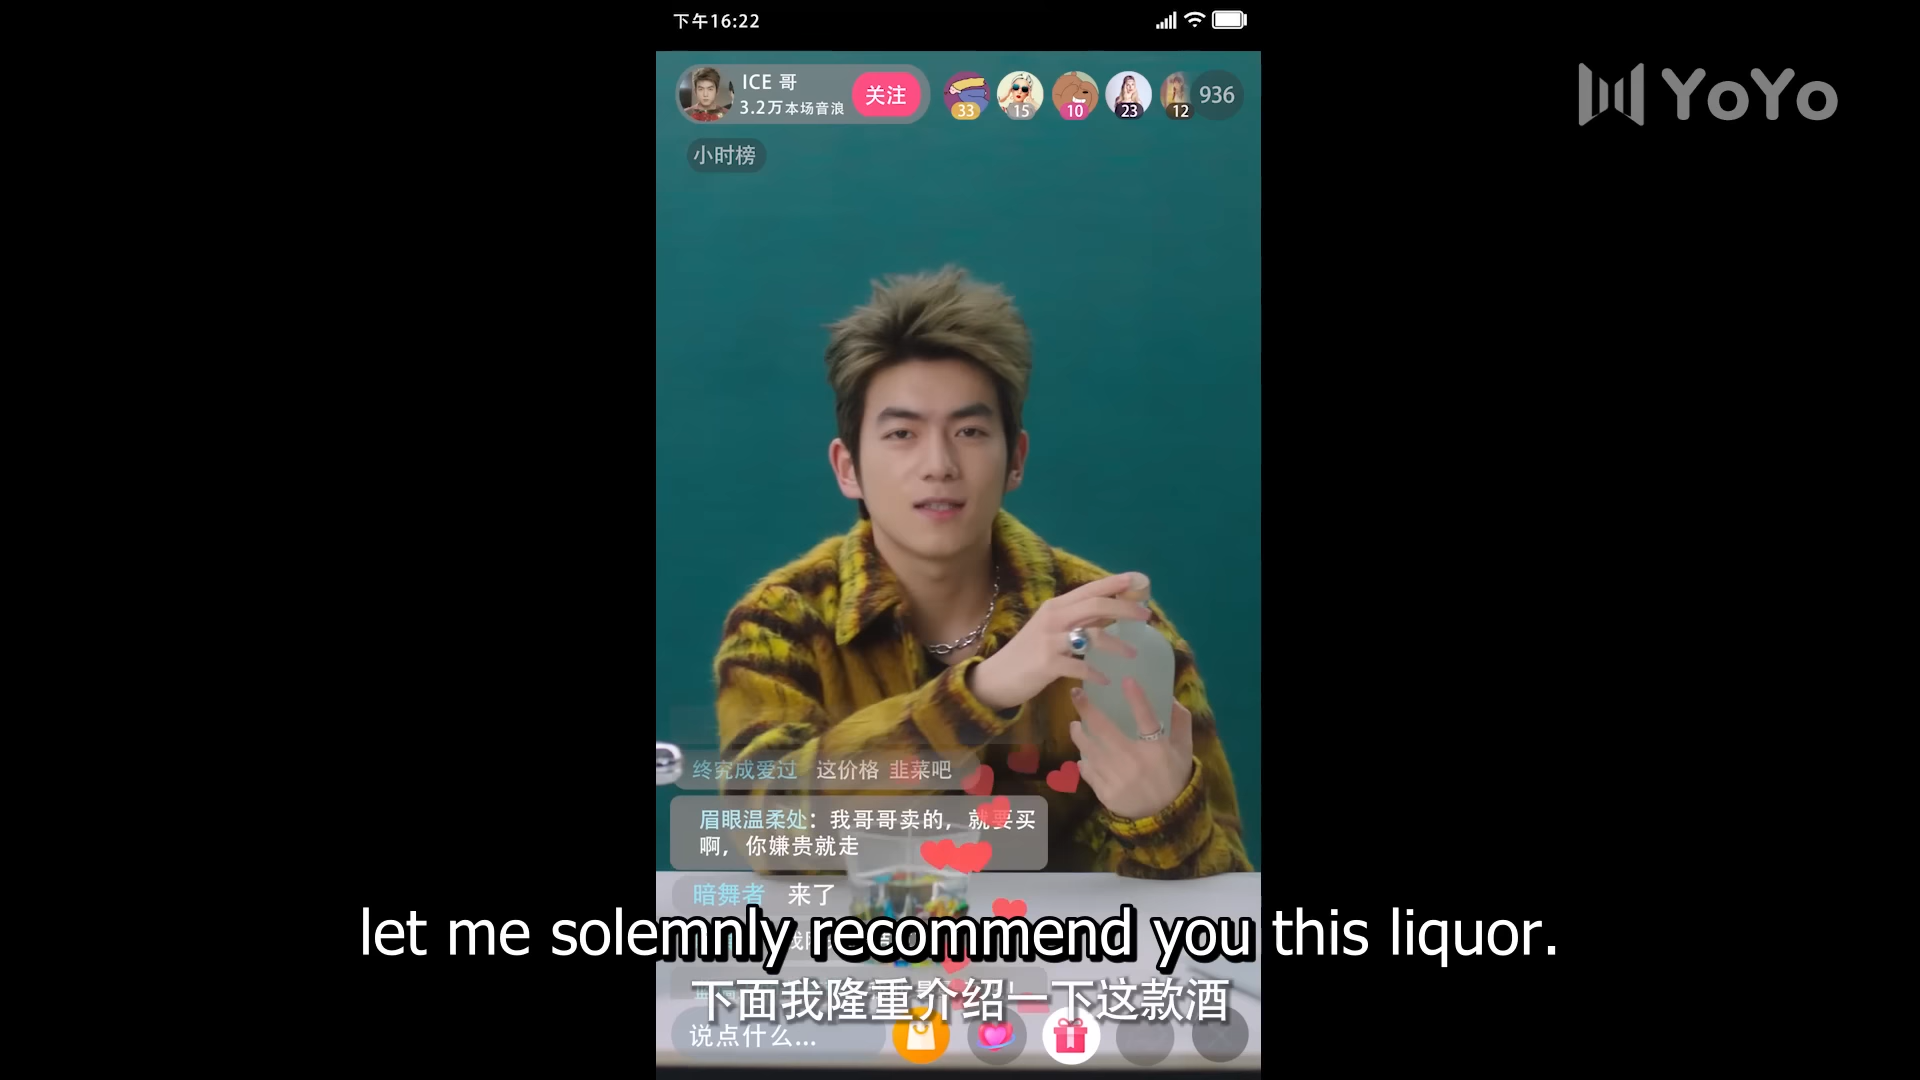 下午16:22
ICE 哥
3.2万本场音浪
关注
33
15
10
23
12
936
小时榜
YoYo
终究成爱过 这价格 韭菜吧
眉眼温柔处：我哥哥卖的，就要买
啊，你嫌贵就走
暗舞者 来了
let me solemnly recommend you this liquor.
下面我隆重介绍一下这款酒
说点什么...